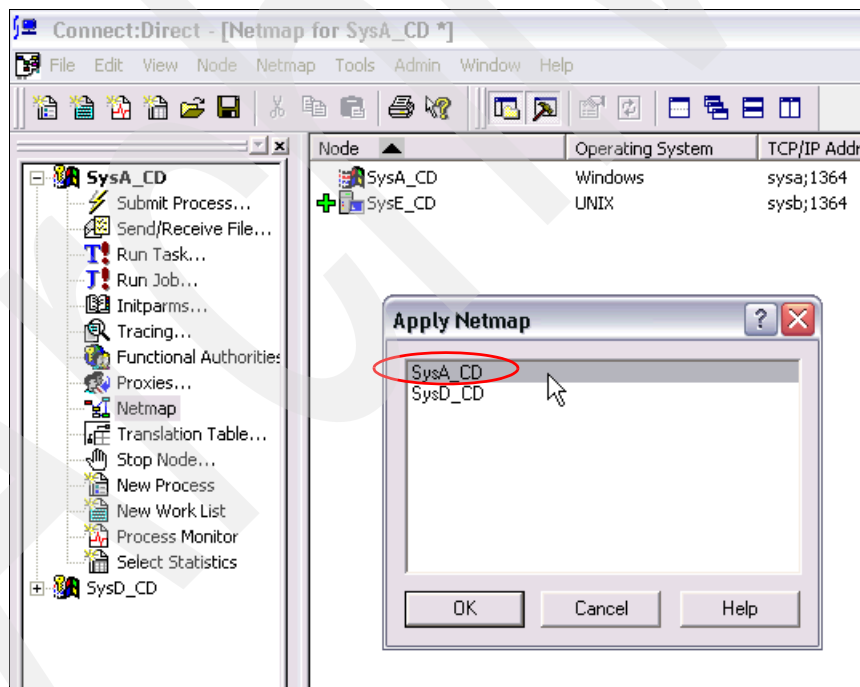 Connect:Direct - [Netmap for SysA_CD *]
File Edit View Node Netmap Tools Admin Window Help
Node Operating System TCP/IP Addr
SysA_CD Windows sysa;1364
SysE_CD UNIX sysb;1364
SysA_CD
Submit Process...
Send/Receive File...
Run Task...
Run Job...
Initparms...
Tracing...
Functional Authorities
Proxies...
Netmap
Translation Table...
Stop Node...
New Process
New Work List
Process Monitor
Select Statistics
SysD_CD
Apply Netmap
SysA_CD
SysD_CD
OK Cancel Help